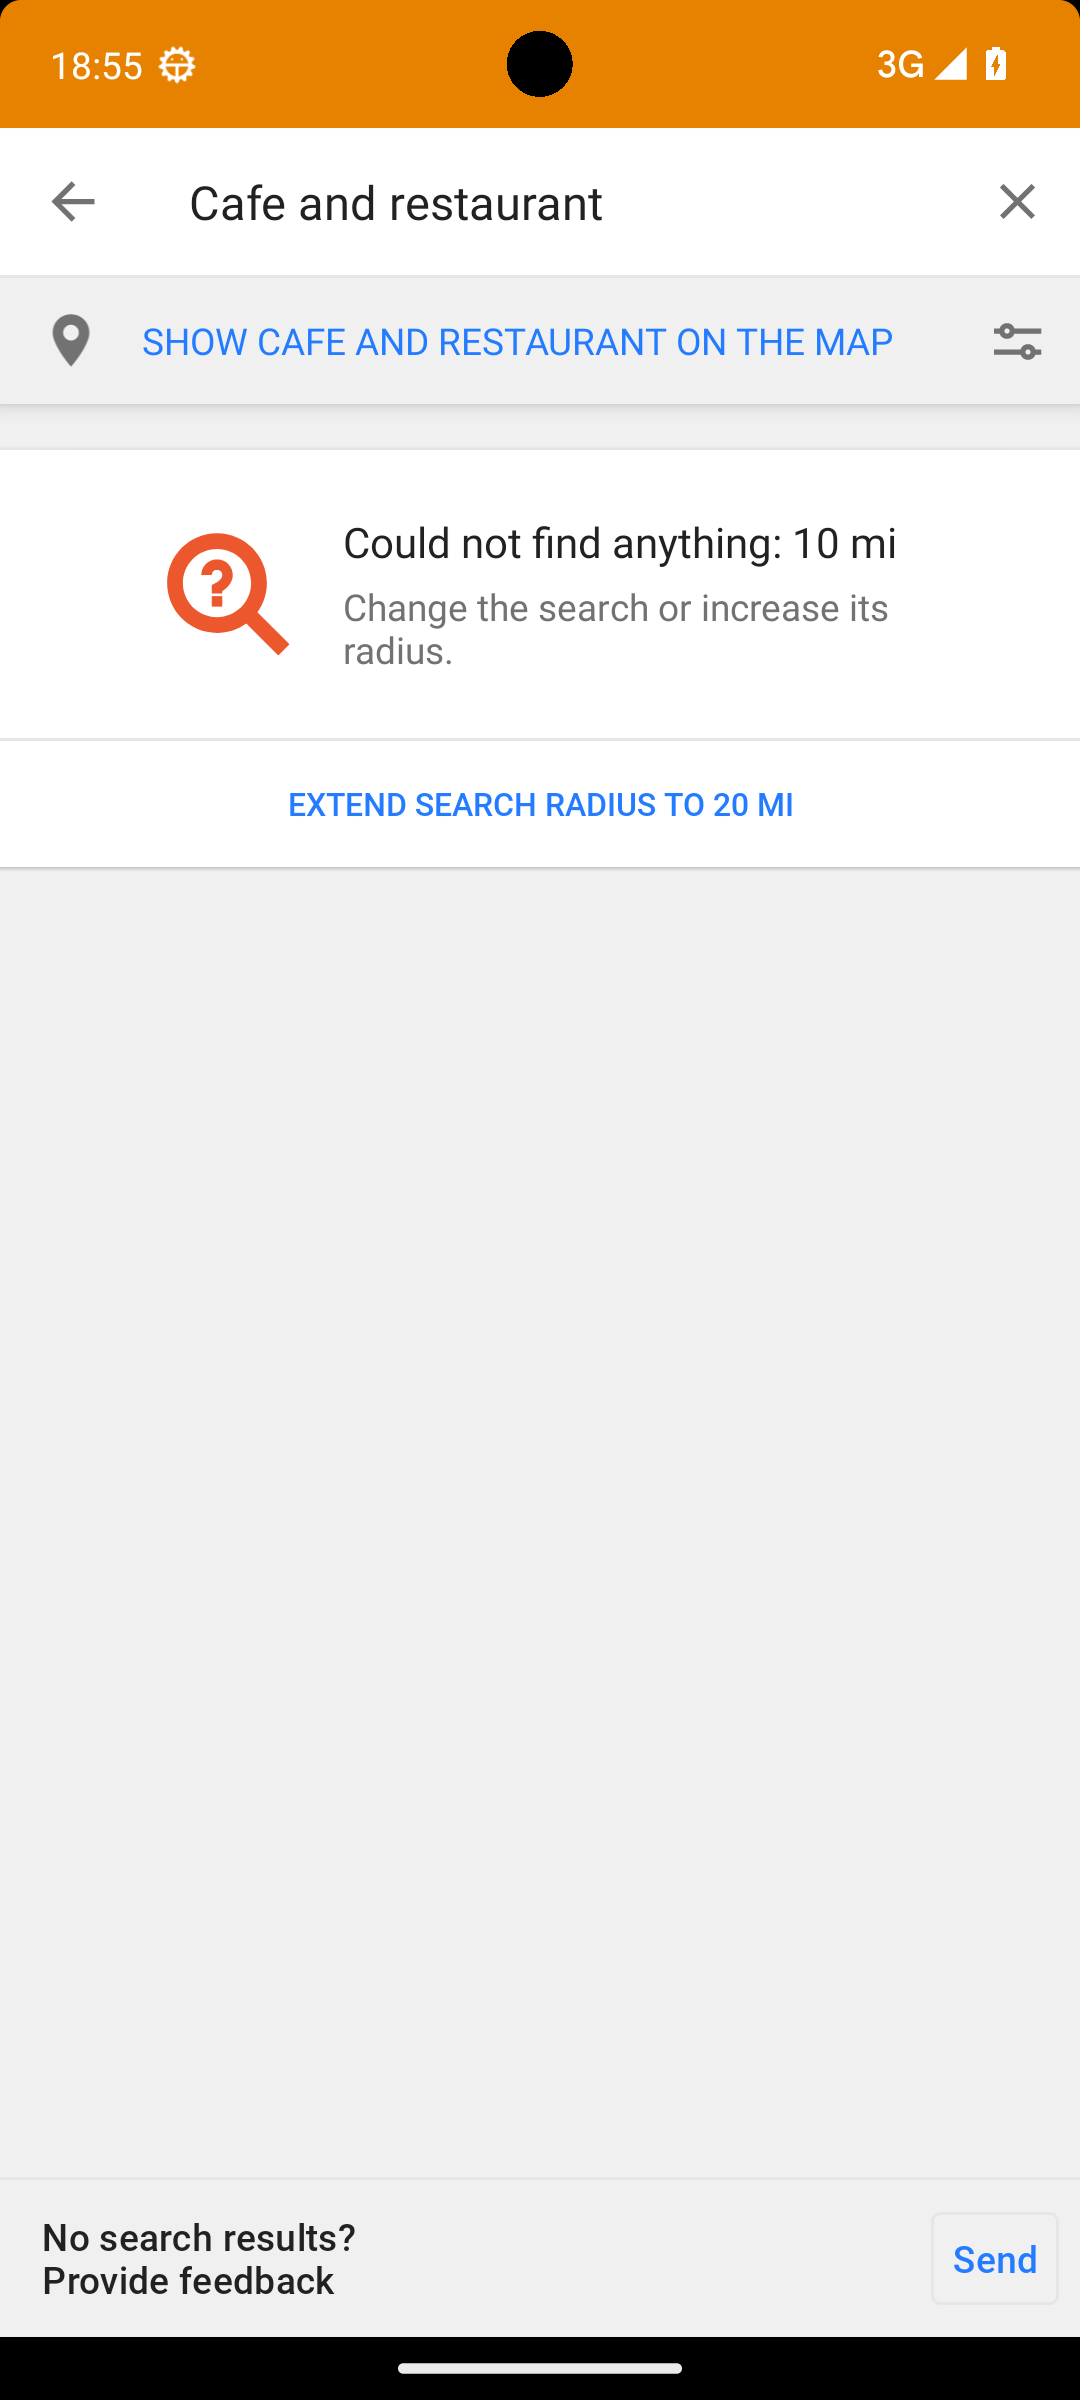 18:55
3G
Cafe and restaurant
SHOW CAFE AND RESTAURANT ON THE MAP
Could not find anything: 10 mi
Change the search or increase its
radius.
EXTEND SEARCH RADIUS TO 20 MI
No search results?
Provide feedback
Send